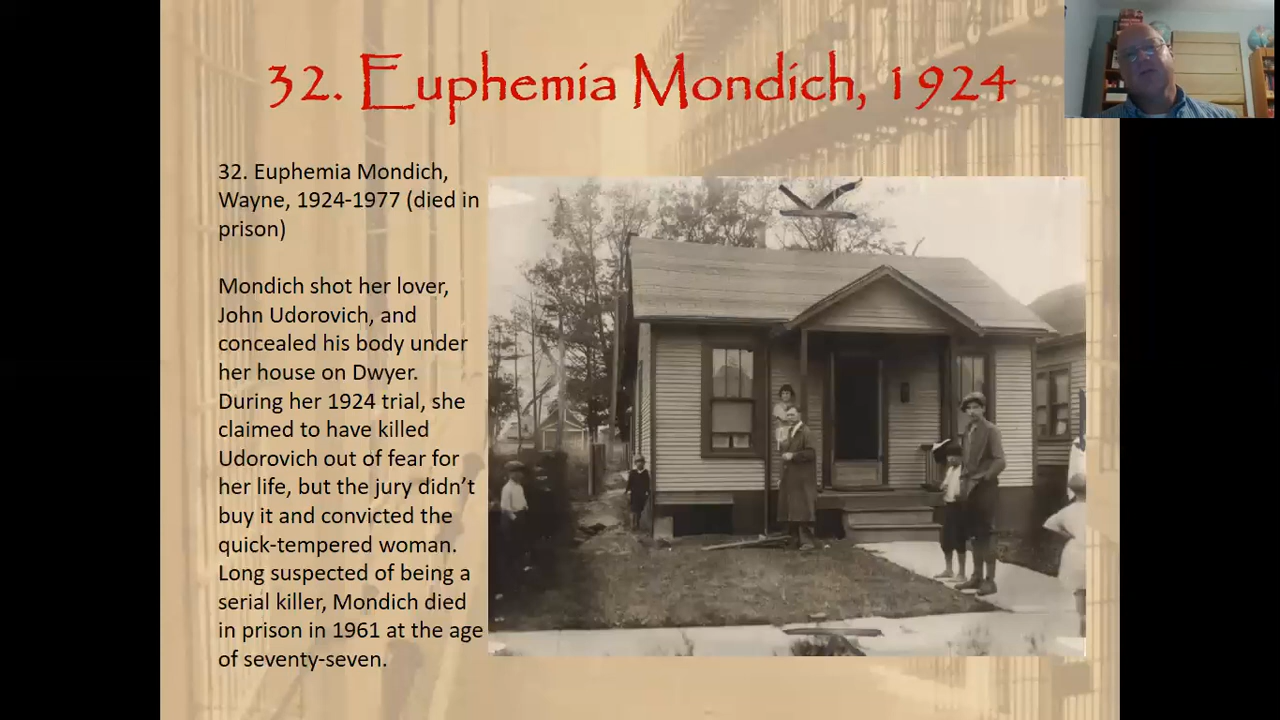 32. Euphemia Mondich, 1924
32. Euphemia Mondich,
Wayne, 1924-1977 (died in
prison)
Mondich shot her lover,
John Udorovich, and
concealed his body under
her house on Dwyer.
During her 1924 trial, she
claimed to have killed
Udorovich out of fear for
her life, but the jury didn't
buy it and convicted the
quick-tempered woman.
Long suspected of being a
serial killer, Mondich died
in prison in 1961 at the age
of seventy-seven.